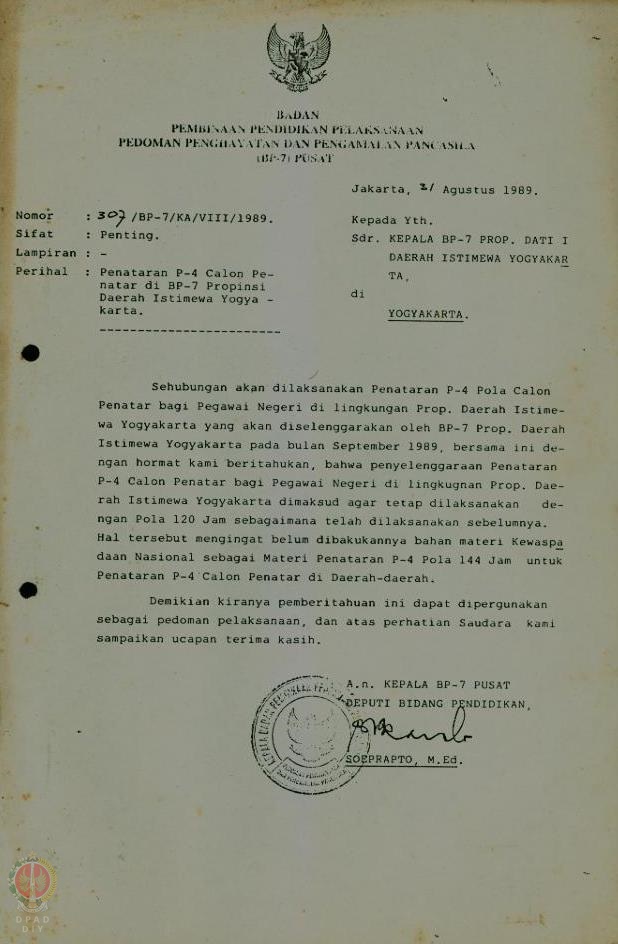 BADAN
PEMBINAAN PENDIDIKAN PELAKSANAAN
PEDOMAN PENGHAYATAN DAN PENGAMALAN PANCASILA
(BP-7) PUSAT
Jakarta, 21 Agustus 1989.
Nomor : 307/BP-7/KA/VIII/1989.
Sifat : Penting.
Lampiran : -
Perihal : Penataran P-4 Calon Pe-
natar di BP-7 Propinsi
Daerah Istimewa Yogya -
karta.
-----------------------
Kepada Yth.
Sdr. KEPALA BP-7 PROP. DATI I
DAERAH ISTIMEWA YOGYAKAR
TA,
di
YOGYAKARTA.
Sehubungan akan dilaksanakan Penataran P-4 Pola Calon
Penatar bagi Pegawai Negeri di lingkungan Prop. Daerah Istime-
wa Yogyakarta yang akan diselenggarakan oleh BP-7 Prop. Daerah
Istimewa Yogyakarta pada bulan September 1989, bersama ini de-
ngan hormat kami beritahukan, bahwa penyelenggaraan Penataran
P-4 Calon Penatar bagi Pegawai Negeri di lingkugnan Prop. Dae-
rah Istimewa Yogyakarta dimaksud agar tetap dilaksanakan de-
ngan Pola 120 Jam sebagaimana telah dilaksanakan sebelumnya.
Hal tersebut mengingat belum dibakukannya bahan materi Kewaspa
daan Nasional sebagai Materi Penataran P-4 Pola 144 Jam untuk
Penataran P-4 Calon Penatar di Daerah-daerah.
Demikian kiranya pemberitahuan ini dapat dipergunakan
sebagai pedoman pelaksanaan, dan atas perhatian Saudara kami
sampaikan ucapan terima kasih.
A.n. KEPALA BP-7 PUSAT
DEPUTI BIDANG PENDIDIKAN,
SOEPRAPTO, M.Ed.
KEPALA BADAN
DPAD
DIY